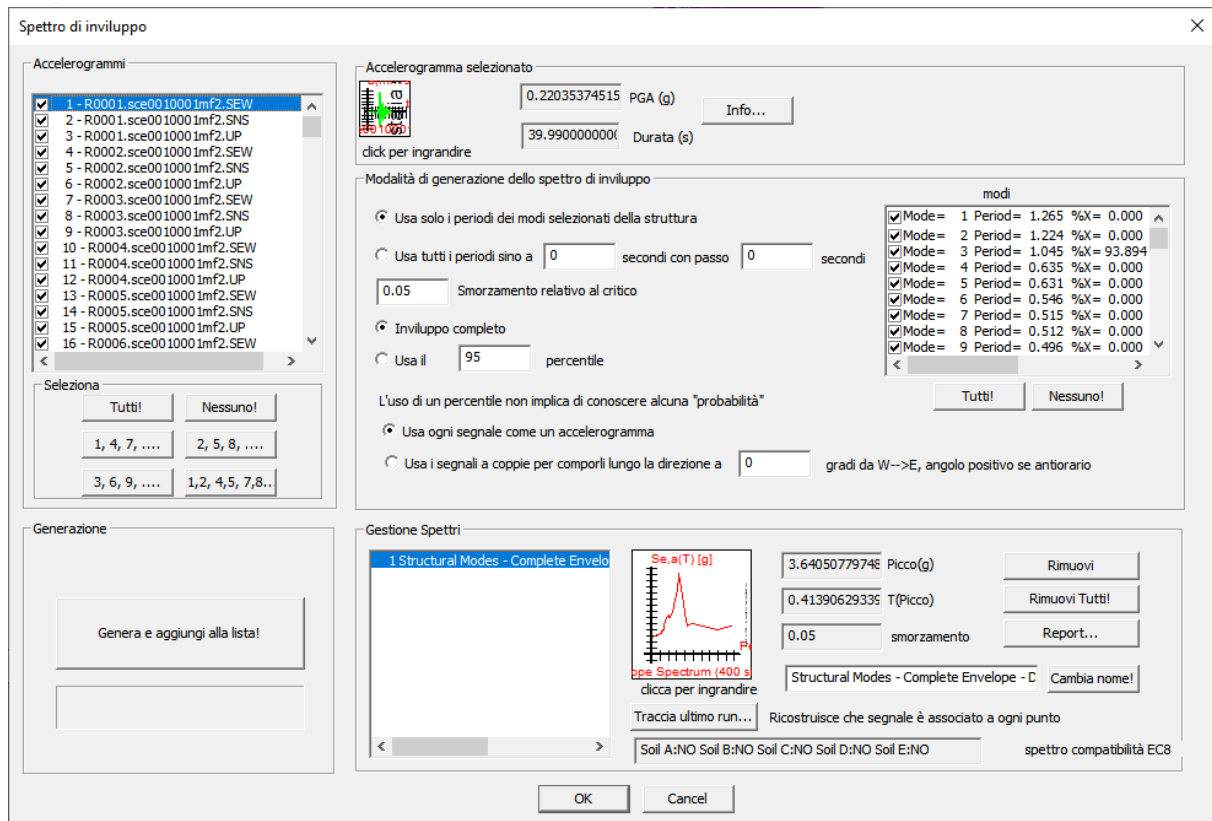 Spettro di inviluppo
Accelerogrammi
1 - R0001.sce0010001mf2.SEW
2 - R0001.sce0010001mf2.SNS
3 - R0001.sce0010001mf2.UP
4 - R0002.sce0010001mf2.SEW
5 - R0002.sce0010001mf2.SNS
6 - R0002.sce0010001mf2.UP
7 - R0003.sce0010001mf2.SEW
8 - R0003.sce0010001mf2.SNS
9 - R0003.sce0010001mf2.UP
10 - R0004.sce0010001mf2.SEW
11 - R0004.sce0010001mf2.SNS
12 - R0004.sce0010001mf2.UP
13 - R0005.sce0010001mf2.SEW
14 - R0005.sce0010001mf2.SNS
15 - R0005.sce0010001mf2.UP
16 - R0006.sce0010001mf2.SEW
Seleziona
Tutti! Nessuno!
1, 4, 7, .... 2, 5, 8, ....
3, 6, 9, .... 1,2, 4,5, 7,8..
Generazione
Genera e aggiungi alla lista!
Accelerogramma selezionato
0.22035374515 PGA (g)
Info...
39.9900000000 Durata (s)
click per ingrandire
Modalità di generazione dello spettro di inviluppo
modi
Usa solo i periodi dei modi selezionati della struttura
Usa tutti i periodi sino a 0 secondi con passo 0 secondi
0.05 Smorzamento relativo al critico
Inviluppo completo
Usa il 95 percentile
L'uso di un percentile non implica di conoscere alcuna "probabilità"
Usa ogni segnale come un accelerogramma
Usa i segnali a coppie per comporli lungo la direzione a 0 gradi da W-->E, angolo positivo se antiorario
Mode= 1 Period= 1.265 %X= 0.000
Mode= 2 Period= 1.224 %X= 0.000
Mode= 3 Period= 1.045 %X= 93.894
Mode= 4 Period= 0.635 %X= 0.000
Mode= 5 Period= 0.631 %X= 0.000
Mode= 6 Period= 0.546 %X= 0.000
Mode= 7 Period= 0.515 %X= 0.000
Mode= 8 Period= 0.512 %X= 0.000
Mode= 9 Period= 0.496 %X= 0.000
Tutti! Nessuno!
Gestione Spettri
1 Structural Modes - Complete Envelo
Se,a(T) [g]
ope Spectrum (400 s
clicca per ingrandire
3.64050779748 Picco(g)
0.41390629339 T(Picco)
0.05 smorzamento
Rimuovi
Rimuovi Tutti!
Report...
Structural Modes - Complete Envelope - D Cambia nome!
Traccia ultimo run... Ricostruisce che segnale è associato a ogni punto
Soil A:NO Soil B:NO Soil C:NO Soil D:NO Soil E:NO spettro compatibilità EC8
OK Cancel